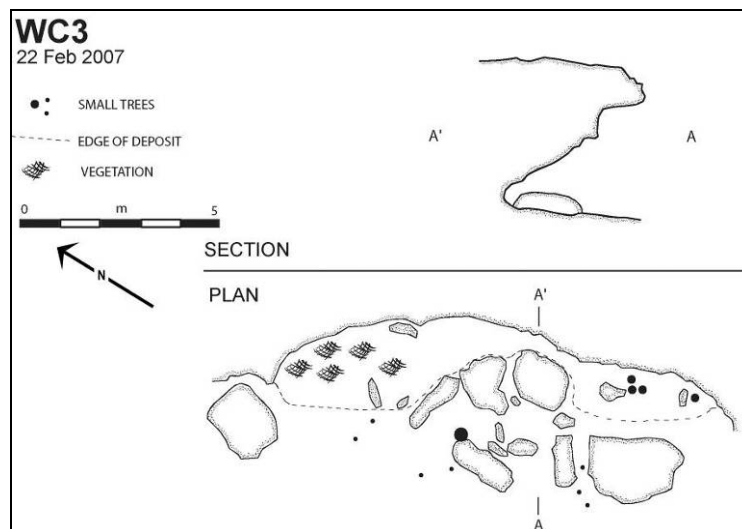 WC3
22 Feb 2007
SMALL TREES
EDGE OF DEPOSIT
VEGETATION
0 m 5
N
A' A
SECTION
PLAN
A'
A